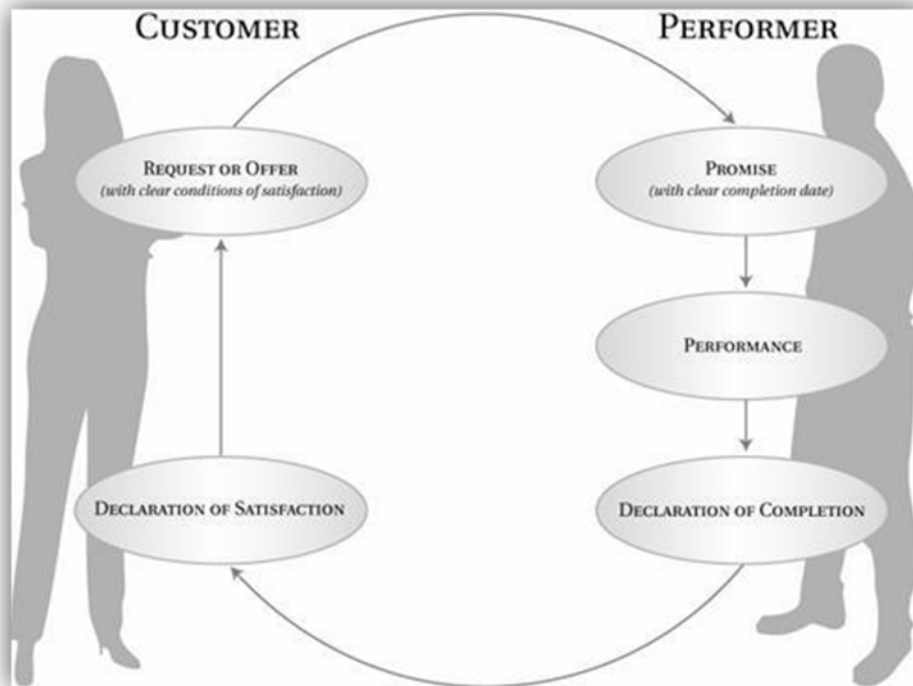 CUSTOMER
PERFORMER
REQUEST OR OFFER
(with clear conditions of satisfaction)
PROMISE
(with clear completion date)
PERFORMANCE
DECLARATION OF SATISFACTION
DECLARATION OF COMPLETION